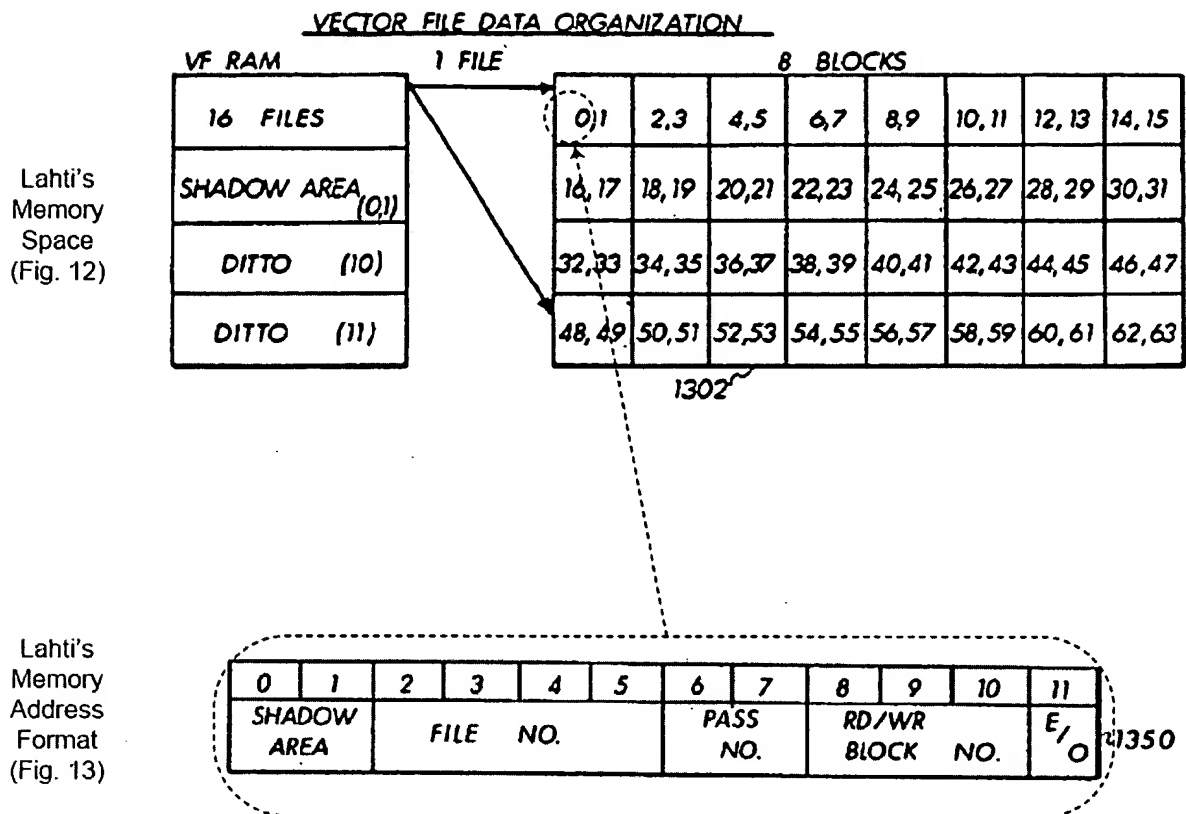 VECTOR FILE DATA ORGANIZATION
VF RAM 1 FILE 8 BLOCKS
16 FILES
SHADOW AREA (0,1)
DITTO (10)
DITTO (11)
0,1 2,3 4,5 6,7 8,9 10,11 12,13 14,15
16,17 18,19 20,21 22,23 24,25 26,27 28,29 30,31
32,33 34,35 36,37 38,39 40,41 42,43 44,45 46,47
48,49 50,51 52,53 54,55 56,57 58,59 60,61 62,63
1302
Lahti's
Memory
Space
(Fig. 12)
Lahti's
Memory
Address
Format
(Fig. 13)
0 1 2 3 4 5 6 7 8 9 10 11
SHADOW AREA
FILE NO.
PASS NO.
RD/WR BLOCK NO.
E/O
1350